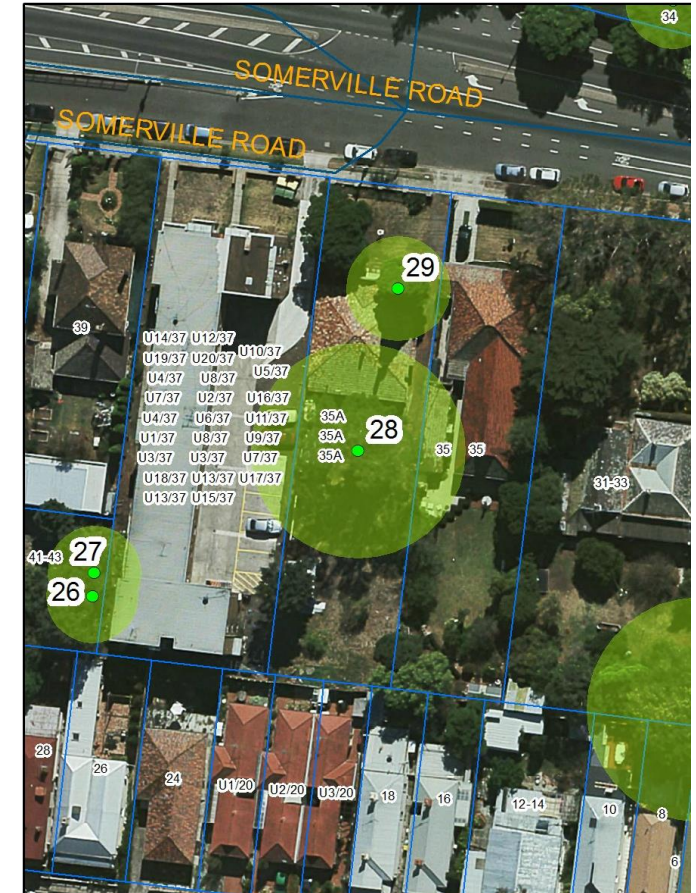 34
SOMERVILLE ROAD
SOMERVILLE ROAD
29
39
U14/37 U12/37
U10/37
U19/37 U20/37
U5/37
U4/37 U8/37
U7/37 U2/37 U16/37
U4/37 U6/37 U11/37
35A
U1/37 U8/37 U9/37
35A
28
U3/37 U3/37 U7/37
35A
35 35
U18/37 U13/37 U17/37
31-33
U13/37 U15/37
41-43
27
26
28
26
24
U1/20
U2/20
U3/20
18
16
12-14
10
8
6